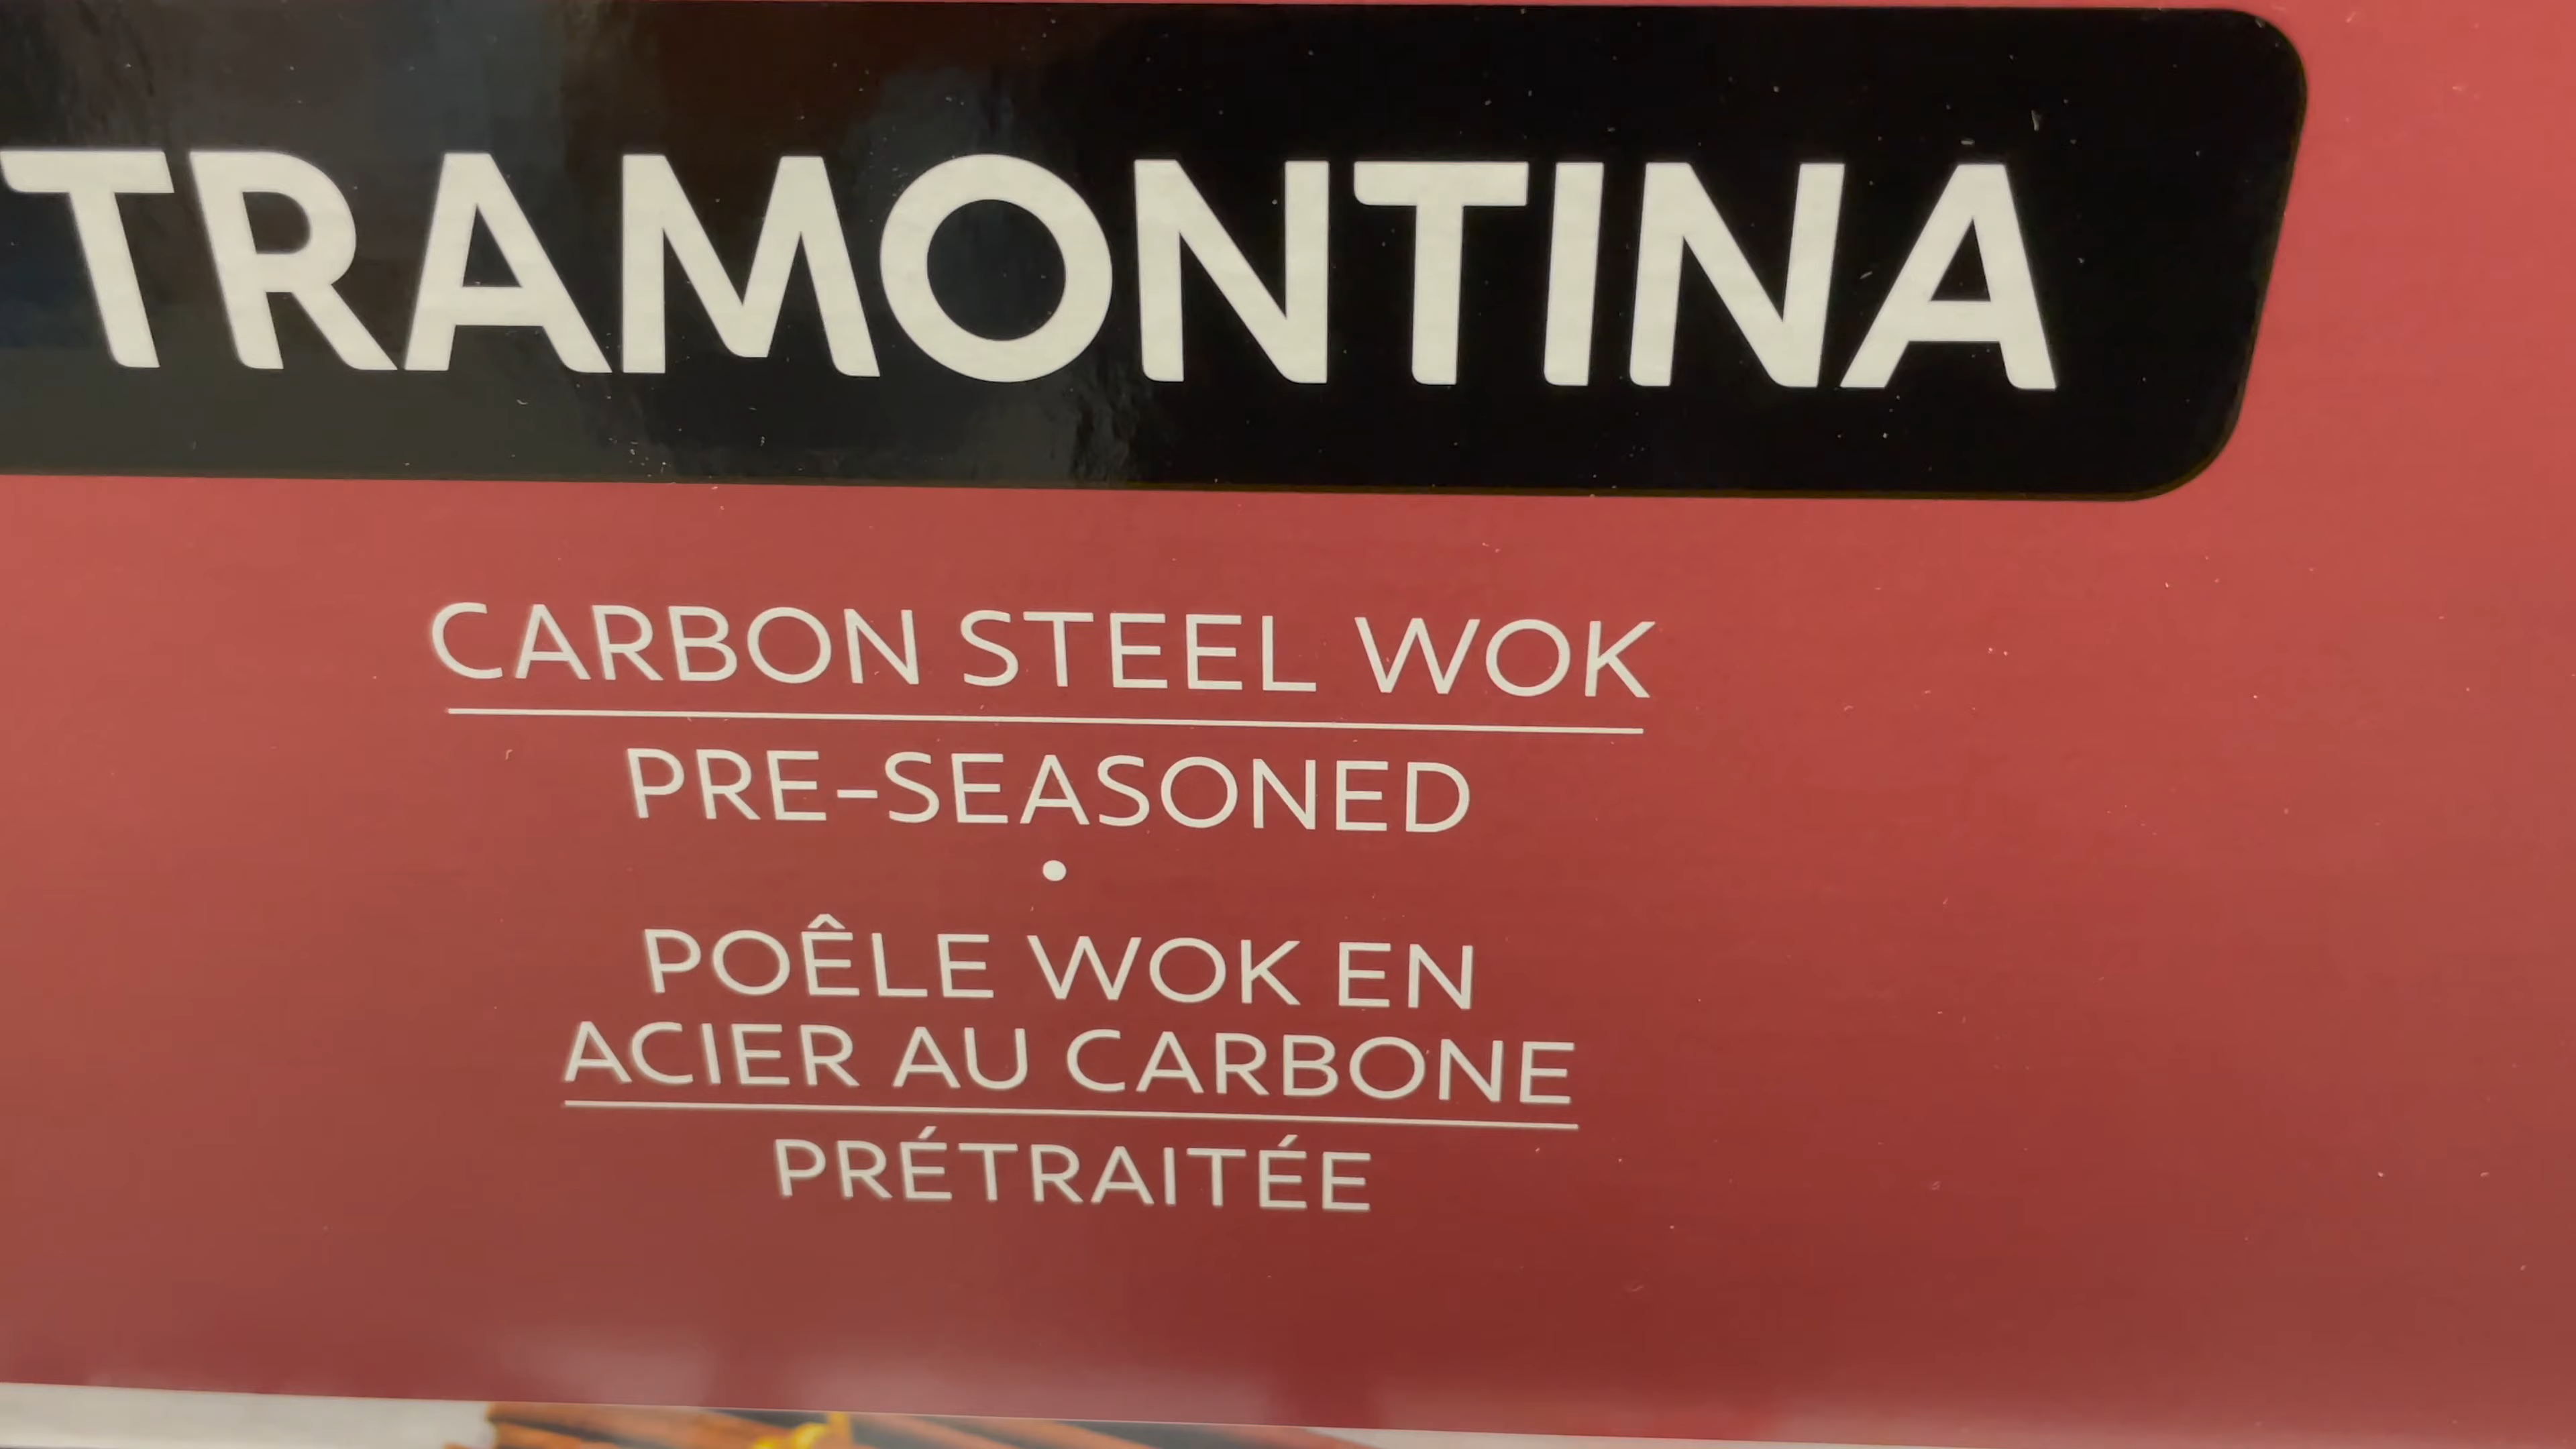 TRAMONTINA
CARBON STEEL WOK
PRE-SEASONED
•
POÊLE WOK EN
ACIER AU CARBONE
PRÉTRAITÉE